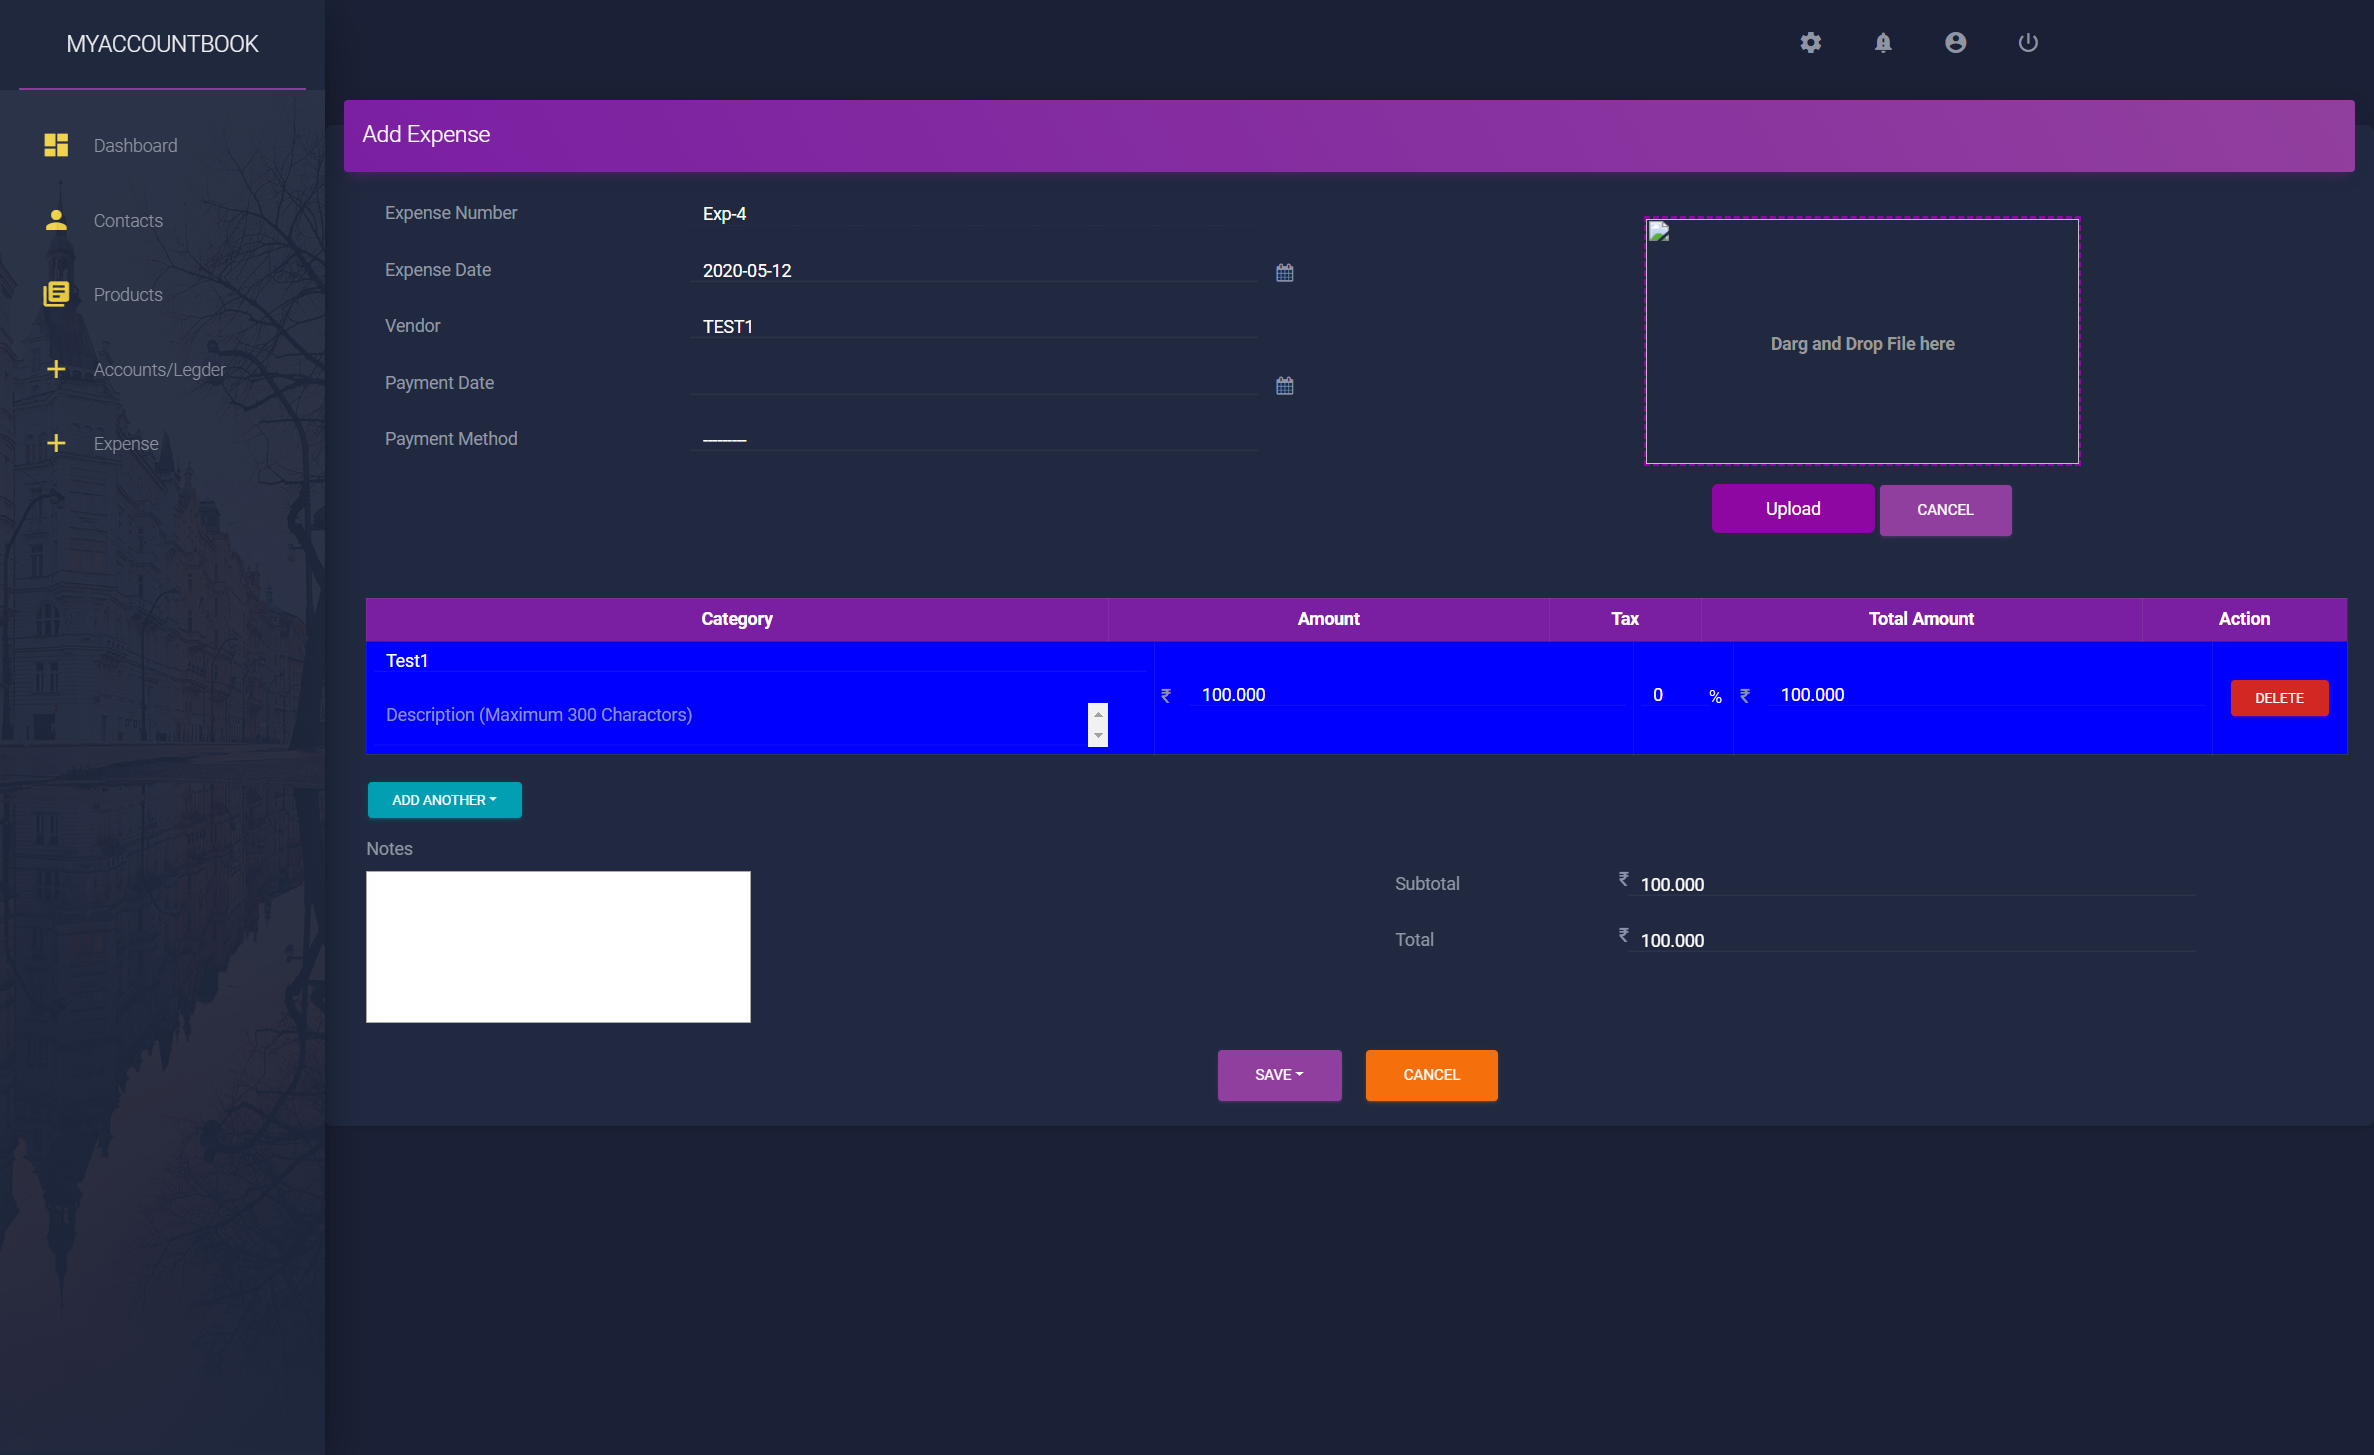 MYACCOUNTBOOK
Dashboard
Contacts
Products
Accounts/Legder
Expense
Add Expense
Expense Number Exp-4
Expense Date 2020-05-12
Vendor TEST1
Payment Date
Payment Method ---------
Darg and Drop File here
Upload CANCEL
Category Amount Tax Total Amount Action
Test1
₹ 100.000 0 % ₹ 100.000 DELETE
Description (Maximum 300 Charactors)
ADD ANOTHER
Notes
Subtotal ₹ 100.000
Total ₹ 100.000
SAVE CANCEL